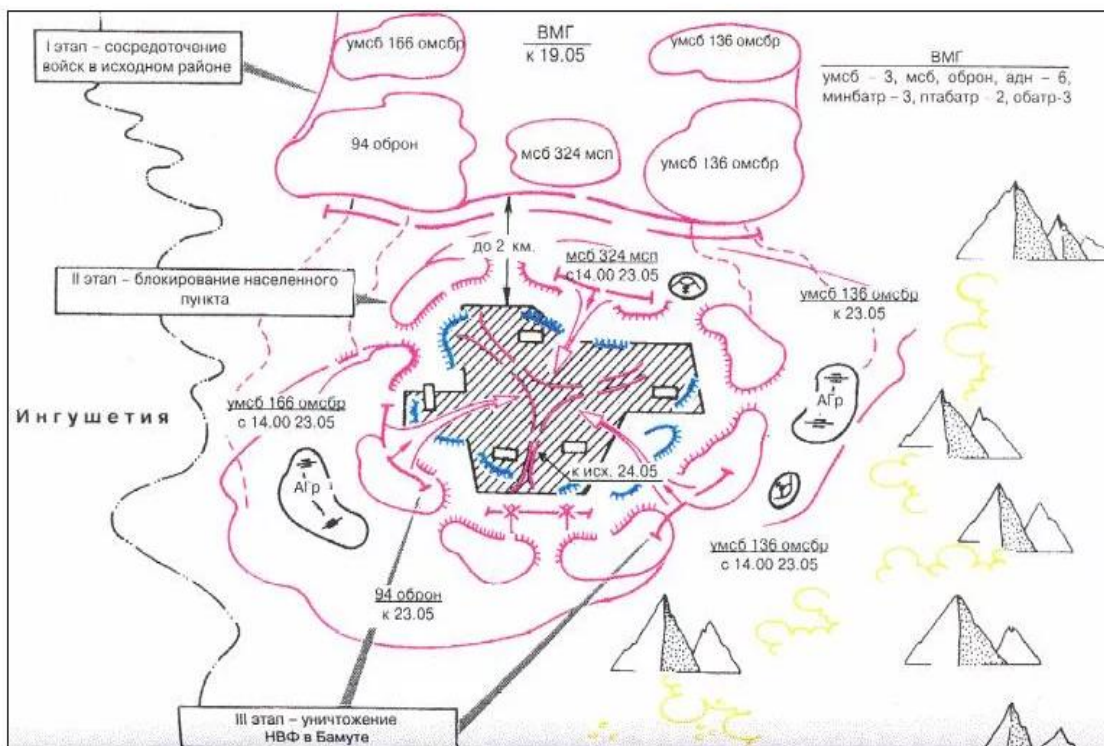 I этап – сосредоточение
войск в исходном районе
умсб 166 омсбр
ВМГ
к 19.05
умсб 136 омсбр
ВМГ
умсб – 3, мсб, оброн, адн – 6,
минбатр – 3, птабатр – 2, обатр-3
94 оброн
мсб 324 мсп
умсб 136 омсбр
до 2 км.
мсб 324 мсп
с14.00 23.05
II этап – блокирование населенного
пункта
умсб 136 омсбр
к 23.05
умсб 166 омсбр
с 14.00 23.05
Ингушетия
АГр
АГр
к исх. 24.05
умсб 136 омсбр
с 14.00 23.05
94 оброн
к 23.05
III этап – уничтожение
НВФ в Бамуте